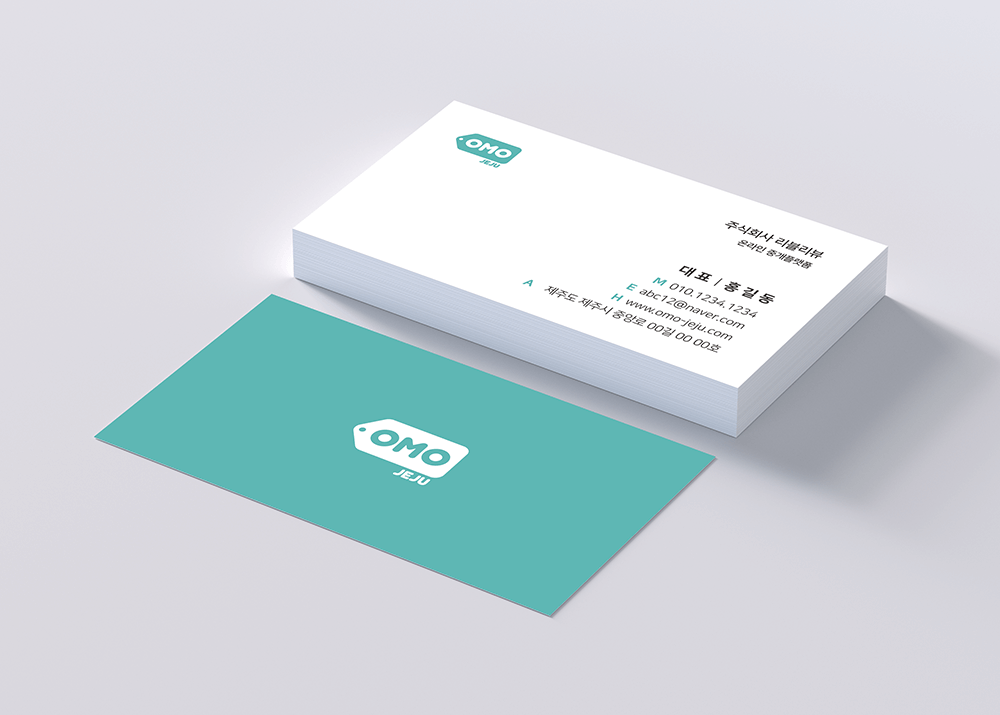 OMO
JEJU
주식회사 리블리뷰
온라인 중개플랫폼
대표 | 홍길동
M 010.1234.1234
E abc12@naver.com
H www.omo-jeju.com
A 제주도 제주시 중앙로 00길 00 00호
OMO
JEJU